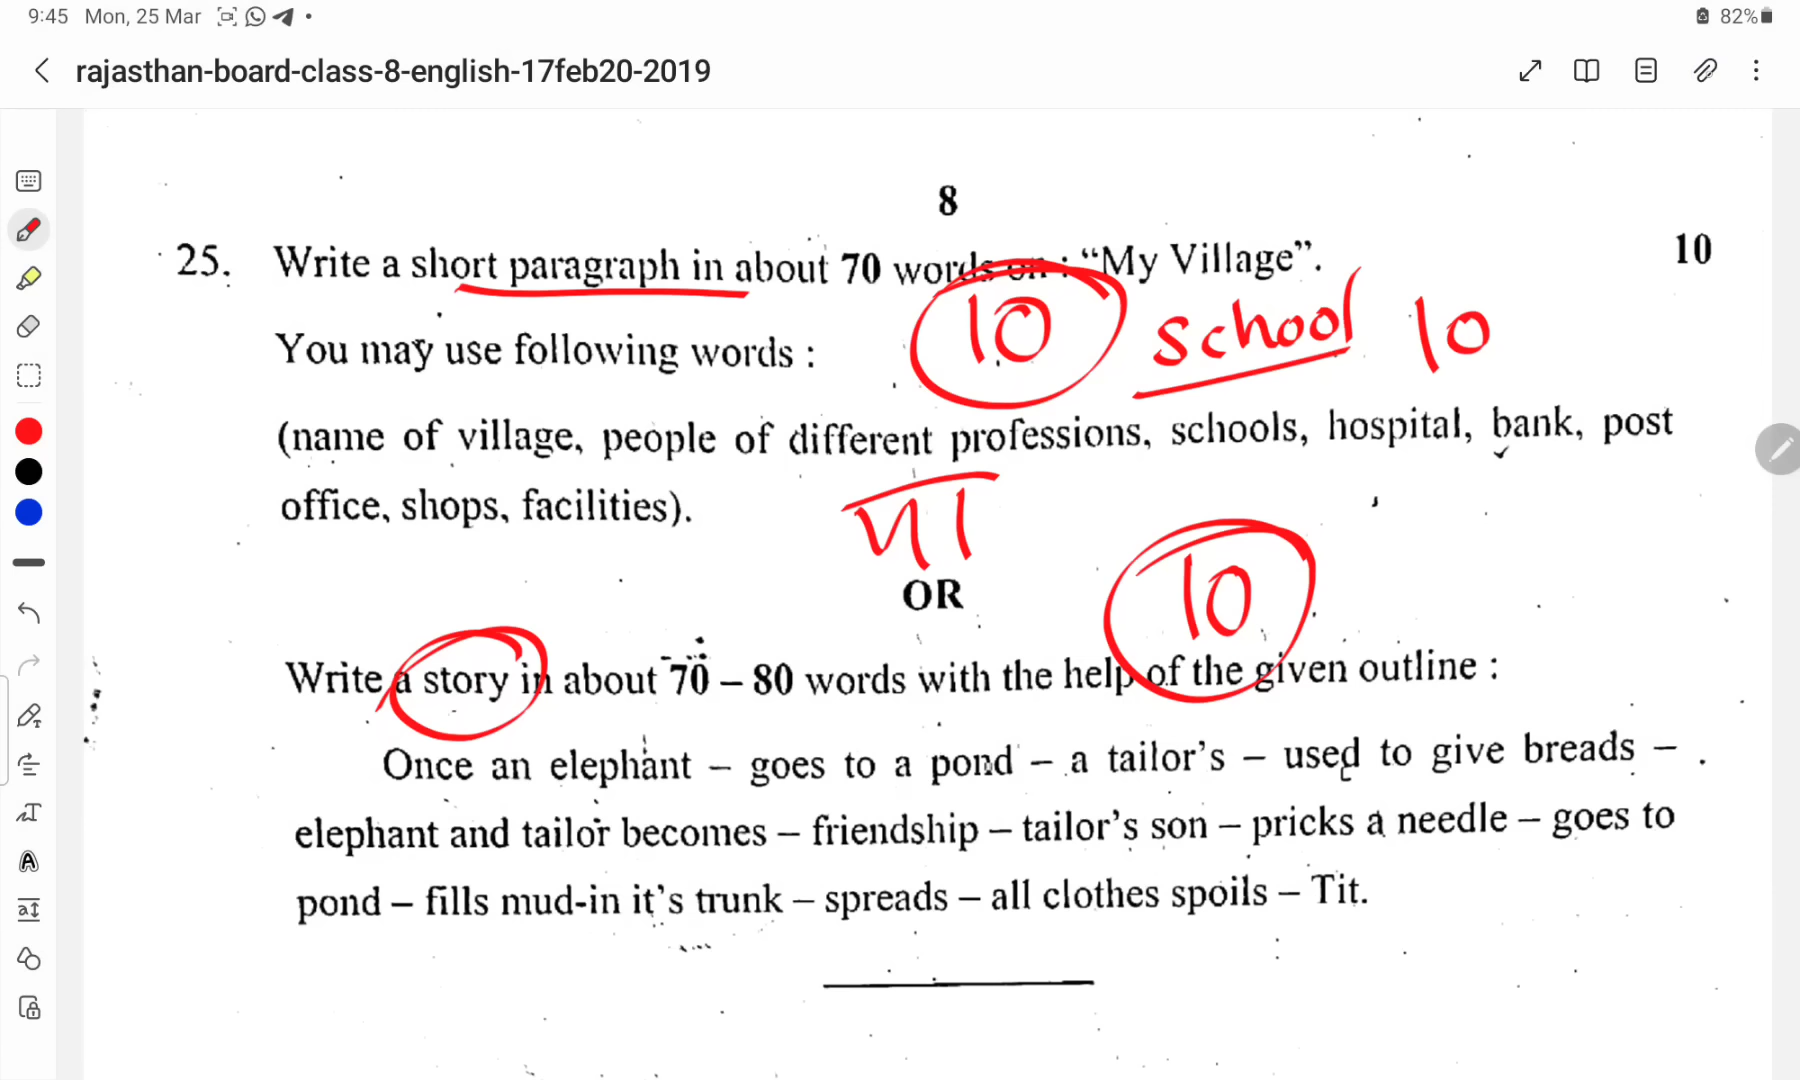 9:45 Mon, 25 Mar
82%
rajasthan-board-class-8-english-17feb20-2019
8
25. Write a short paragraph in about 70 words on : “My Village”. 10
10 school 10
You may use following words :
(name of village, people of different professions, schools, hospital, bank, post
office, shops, facilities).
या
OR
10
Write a story in about 70 – 80 words with the help of the given outline :
Once an elephant – goes to a pond – a tailor's – used to give breads –
elephant and tailor becomes – friendship – tailor's son – pricks a needle – goes to
pond – fills mud-in it's trunk – spreads – all clothes spoils – Tit.